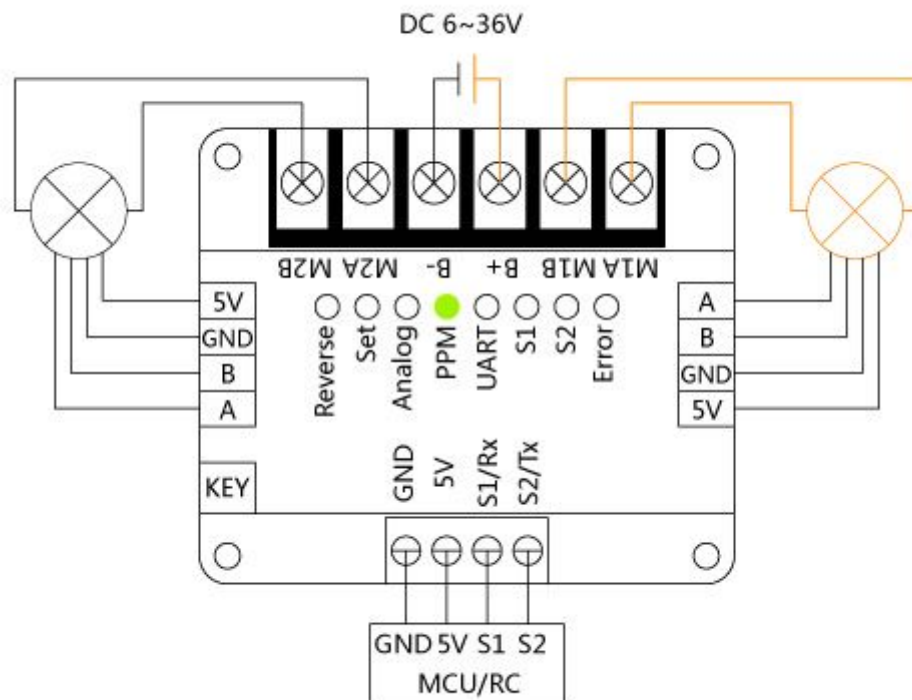 DC 6~36V
M2B M2A B- B+ M1B M1A
5V
GND
B
A
A
B
GND
5V
Reverse Set Analog PPM UART S1 S2 Error
KEY
GND 5V S1/Rx S2/Tx
GND 5V S1 S2
MCU/RC